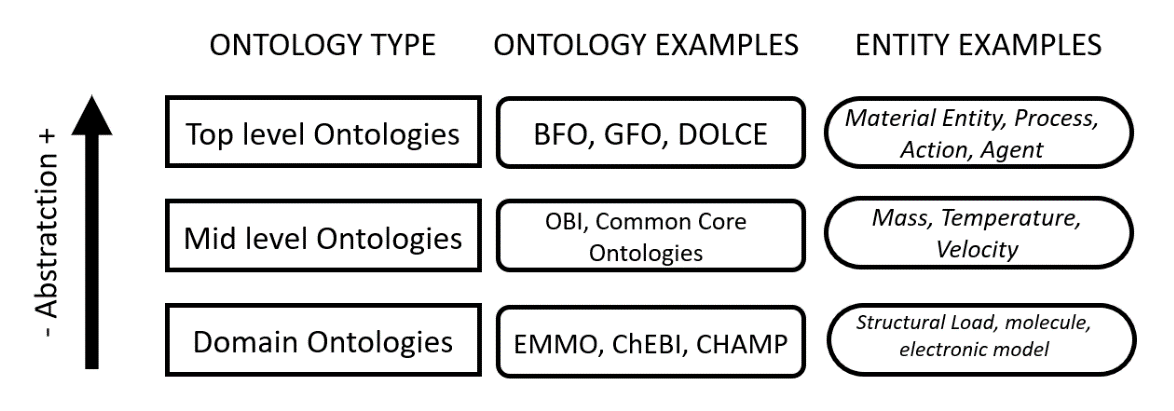 ONTOLOGY TYPE ONTOLOGY EXAMPLES ENTITY EXAMPLES
- Abstratction +
Top level Ontologies
BFO, GFO, DOLCE
Material Entity, Process,
Action, Agent
Mid level Ontologies
OBI, Common Core
Ontologies
Mass, Temperature,
Velocity
Domain Ontologies
EMMO, ChEBI, CHAMP
Structural Load, molecule,
electronic model